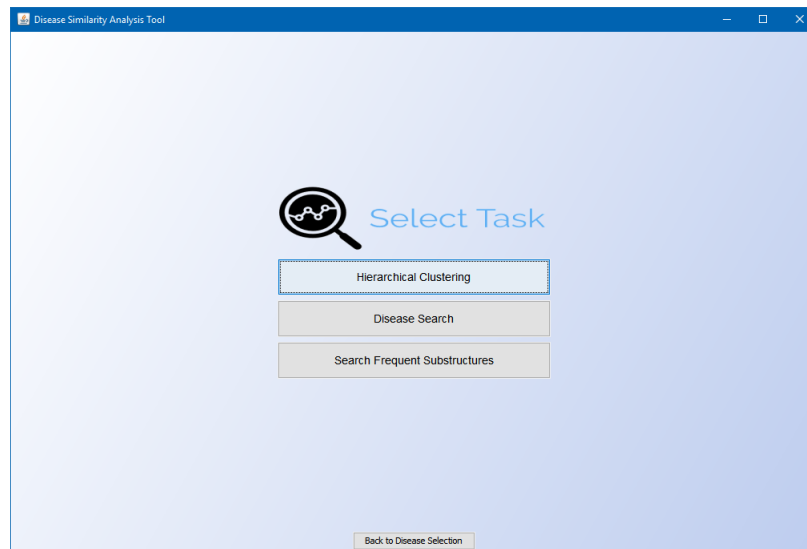 Disease Similarity Analysis Tool
Select Task
Hierarchical Clustering
Disease Search
Search Frequent Substructures
Back to Disease Selection